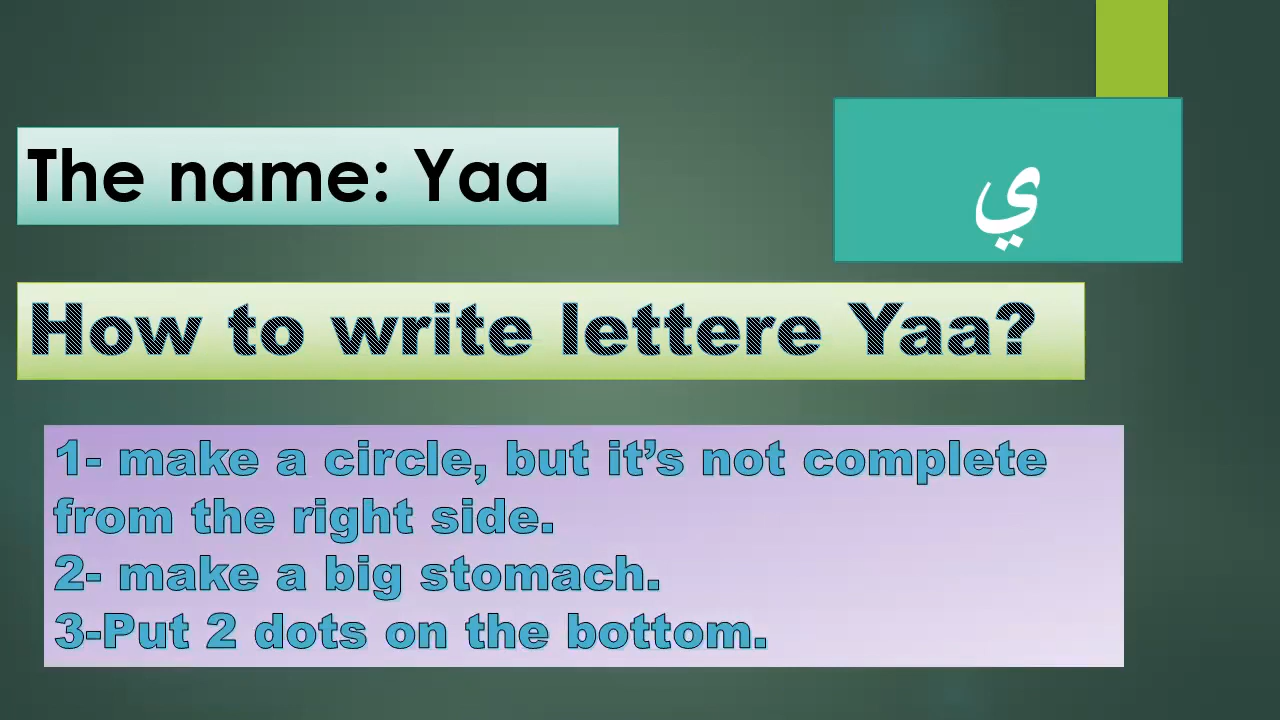 The name: Yaa
ي
How to write lettere Yaa?
1- make a circle, but it’s not complete
from the right side.
2- make a big stomach.
3-Put 2 dots on the bottom.